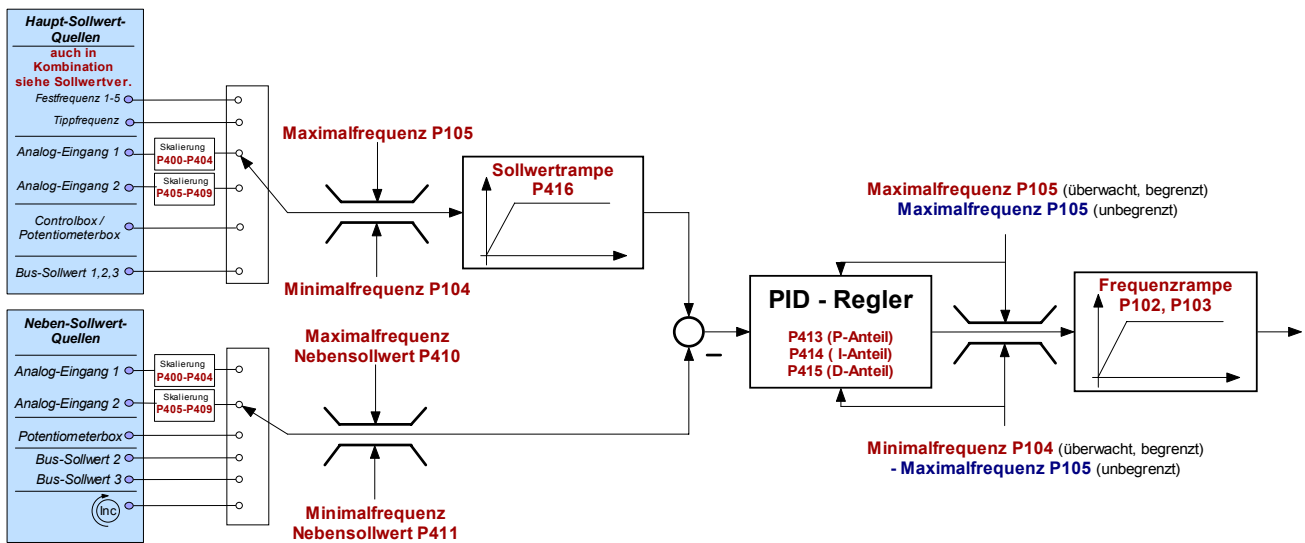 Haupt-Sollwert-
Quellen
auch in
Kombination
siehe Sollwertver.
Festfrequenz 1-5
Tippfrequenz
Analog-Eingang 1
Skalierung
P400-P404
Analog-Eingang 2
Skalierung
P405-P409
Controlbox /
Potentiometerbox
Bus-Sollwert 1,2,3
Maximalfrequenz P105
Minimalfrequenz P104
Sollwertrampe
P416
Neben-Sollwert-
Quellen
Analog-Eingang 1
Skalierung
P400-P404
Analog-Eingang 2
Skalierung
P405-P409
Potentiometerbox
Bus-Sollwert 2
Bus-Sollwert 3
Inc
Maximalfrequenz
Nebensollwert P410
Minimalfrequenz
Nebensollwert P411
–
PID - Regler
P413 (P-Anteil)
P414 ( I-Anteil)
P415 (D-Anteil)
Maximalfrequenz P105 (überwacht, begrenzt)
Maximalfrequenz P105 (unbegrenzt)
Minimalfrequenz P104 (überwacht, begrenzt)
- Maximalfrequenz P105 (unbegrenzt)
Frequenzrampe
P102, P103